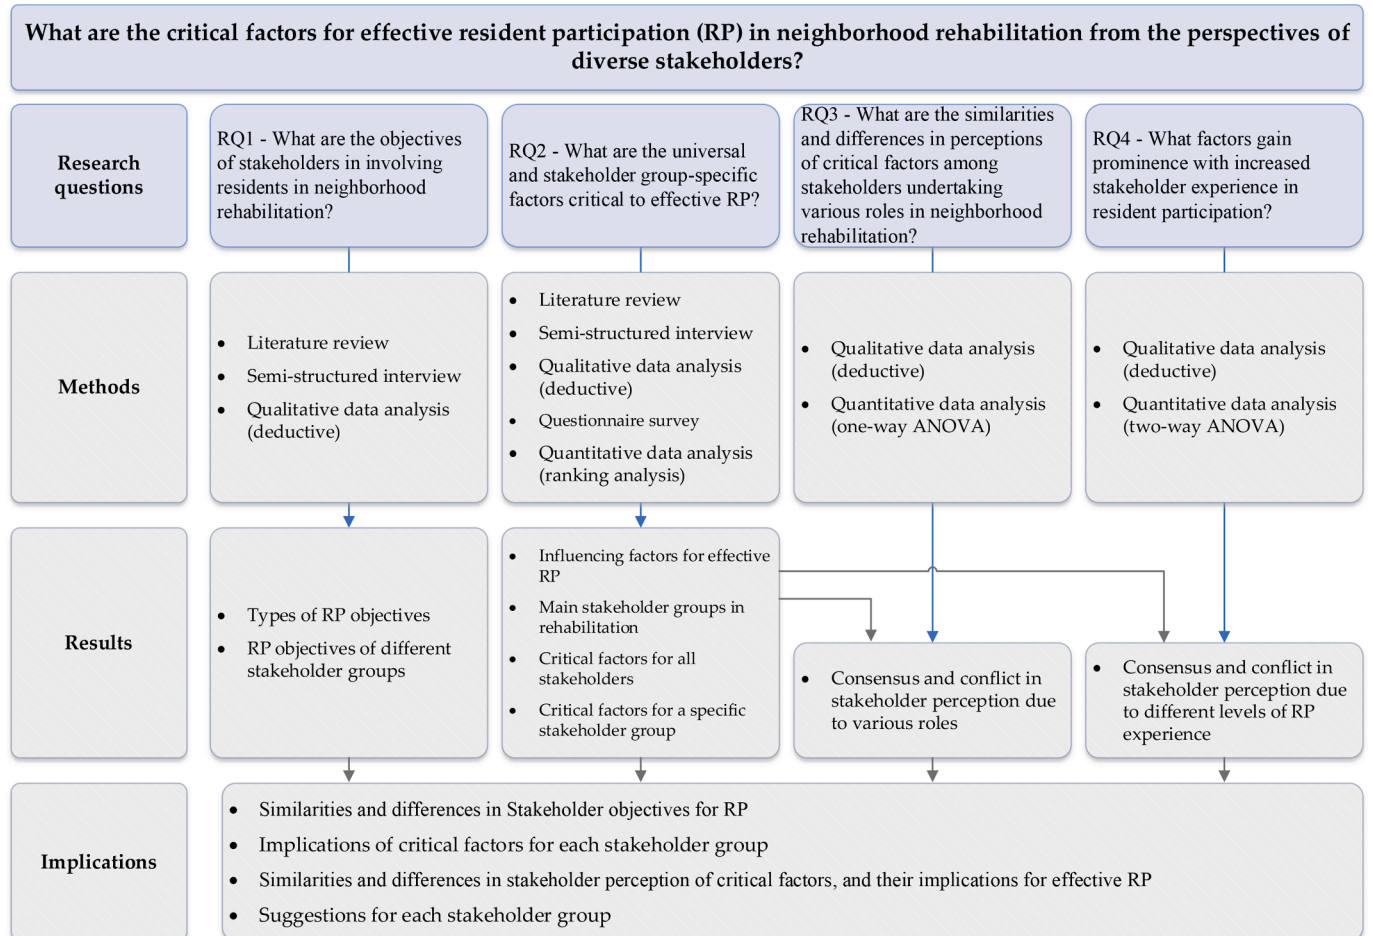 What are the critical factors for effective resident participation (RP) in neighborhood rehabilitation from the perspectives of
diverse stakeholders?
Research
questions
RQ1 - What are the objectives
of stakeholders in involving
residents in neighborhood
rehabilitation?
RQ2 - What are the universal
and stakeholder group-specific
factors critical to effective RP?
RQ3 - What are the similarities
and differences in perceptions
of critical factors among
stakeholders undertaking
various roles in neighborhood
rehabilitation?
RQ4 - What factors gain
prominence with increased
stakeholder experience in
resident participation?
Methods
• Literature review
• Semi-structured interview
• Qualitative data analysis
(deductive)
• Literature review
• Semi-structured interview
• Qualitative data analysis
(deductive)
• Questionnaire survey
• Quantitative data analysis
(ranking analysis)
• Qualitative data analysis
(deductive)
• Quantitative data analysis
(one-way ANOVA)
• Qualitative data analysis
(deductive)
• Quantitative data analysis
(two-way ANOVA)
Results
• Types of RP objectives
• RP objectives of different
stakeholder groups
• Influencing factors for effective
RP
• Main stakeholder groups in
rehabilitation
• Critical factors for all
stakeholders
• Critical factors for a specific
stakeholder group
• Consensus and conflict in
stakeholder perception due
to various roles
• Consensus and conflict in
stakeholder perception due
to different levels of RP
experience
Implications
• Similarities and differences in Stakeholder objectives for RP
• Implications of critical factors for each stakeholder group
• Similarities and differences in stakeholder perception of critical factors, and their implications for effective RP
• Suggestions for each stakeholder group